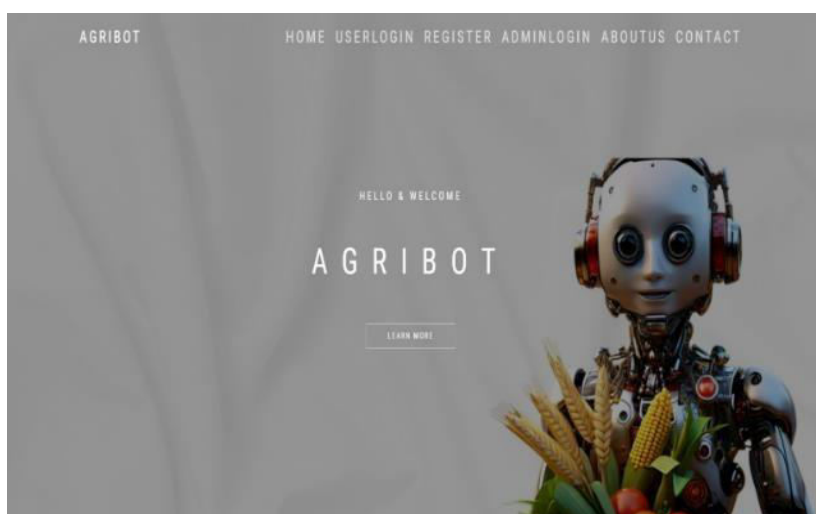 AGRIBOT HOME USERLOGIN REGISTER ADMINLOGIN ABOUTUS CONTACT
HELLO & WELCOME
AGRIBOT
LEARN MORE